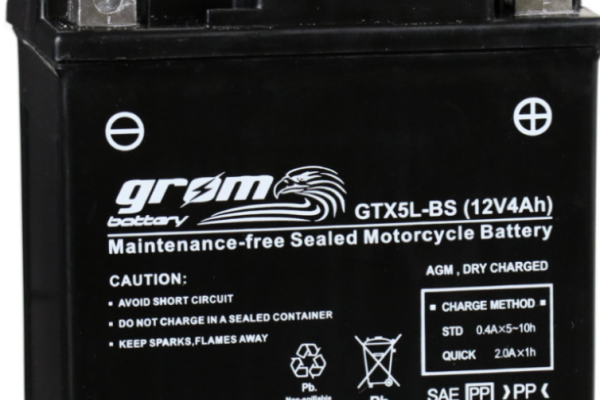 grom
battery
GTX5L-BS (12V4Ah)
Maintenance-free Sealed Motorcycle Battery
AGM , DRY CHARGED
CAUTION:
▪ AVOID SHORT CIRCUIT
▪ DO NOT CHARGE IN A SEALED CONTAINER
▪ KEEP SPARKS,FLAMES AWAY
▪ CHARGE METHOD ▪
STD 0.4A×5~10h
QUICK 2.0A×1h
Pb.
Pb
SAE PP >PP<